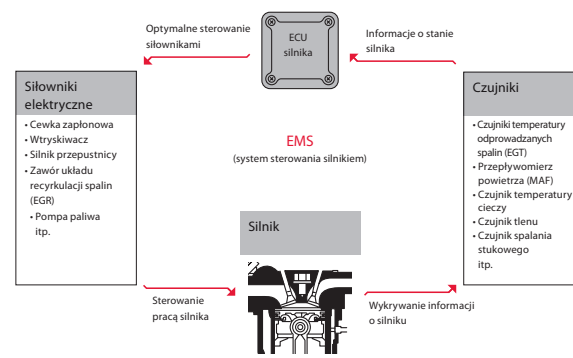 Optymalne sterowanie
siłownikami
ECU
silnika
Informacje o stanie
silnika
Siłowniki
elektryczne
• Cewka zapłonowa
• Wtryskiwacz
• Silnik przepustnicy
• Zawór układu
recyrkulacji spalin
(EGR)
• Pompa paliwa
itp.
EMS
(system sterowania silnikiem)
Czujniki
• Czujniki temperatury
odprowadzanych
spalin (EGT)
• Przepływomierz
powietrza (MAF)
• Czujnik temperatury
cieczy
• Czujnik tlenu
• Czujnik spalania
stukowego
itp.
Silnik
Sterowanie
pracą silnika
Wykrywanie informacji
o silniku